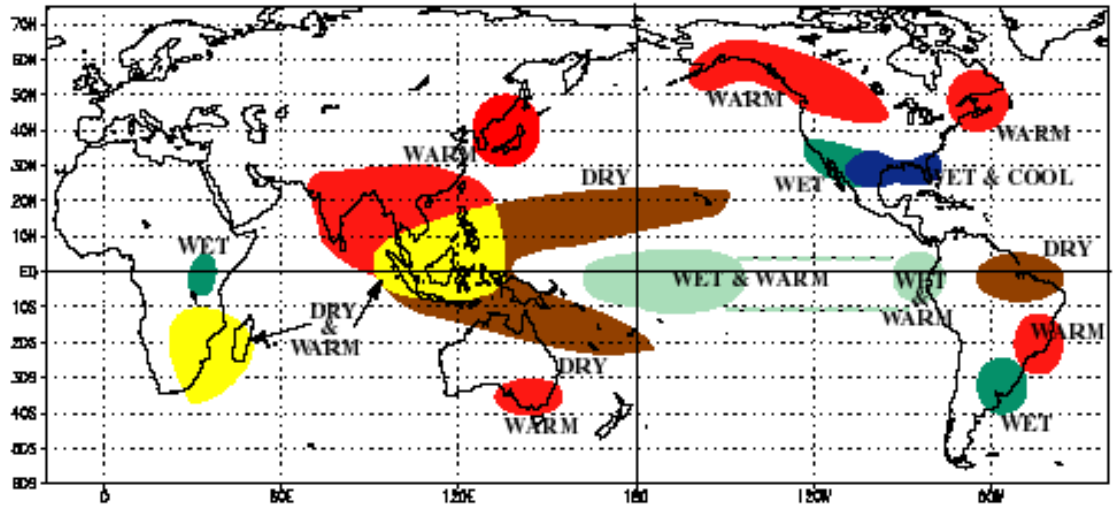 70N
60N
50N
40N
30N
20N
10N
EQ
10S
20S
30S
40S
50S
60S
WARM
WARM
WARM
DRY
WET
WET & COOL
WET
DRY
WET & WARM
WET
&
WARM
DRY
&
WARM
WARM
DRY
WARM
WET
0
60E
120E
180
120W
60W